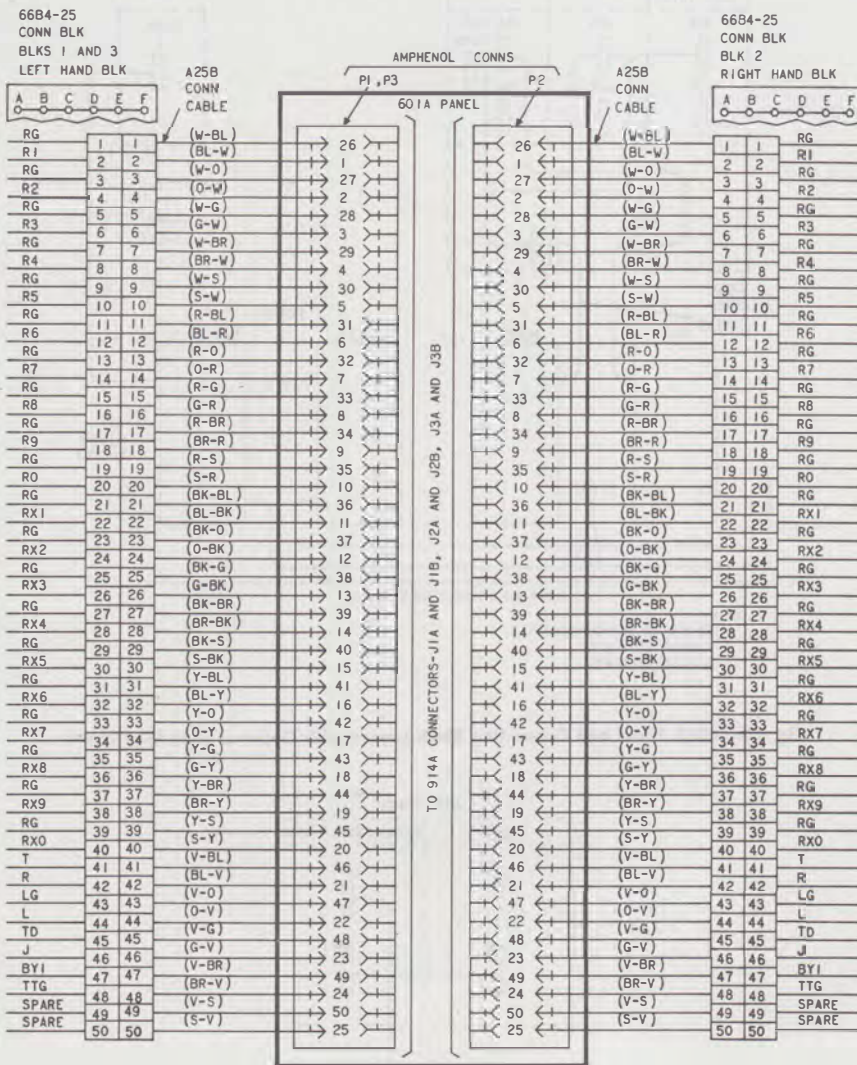 66B4-25
CONN BLK
BLKS 1 AND 3
LEFT HAND BLK
A B C D E F
A25B
CONN
CABLE
AMPHENOL CONNS
P1,P3 P2
601A PANEL
A25B
CONN
CABLE
66B4-25
CONN BLK
BLK 2
RIGHT HAND BLK
A B C D E F
RG 1 1 (W-BL) 26 26 (W-BL) 1 1 RG
R1 2 2 (BL-W) 1 1 (BL-W) 2 2 R1
RG 3 3 (W-O) 27 27 (W-O) 3 3 RG
R2 4 4 (O-W) 2 2 (O-W) 4 4 R2
RG 5 5 (W-G) 28 28 (W-G) 5 5 RG
R3 6 6 (G-W) 3 3 (G-W) 6 6 R3
RG 7 7 (W-BR) 29 29 (W-BR) 7 7 RG
R4 8 8 (BR-W) 4 4 (BR-W) 8 8 R4
RG 9 9 (W-S) 30 30 (W-S) 9 9 RG
R5 10 10 (S-W) 5 5 (S-W) 10 10 R5
RG 11 11 (R-BL) 31 31 (R-BL) 11 11 RG
R6 12 12 (BL-R) 6 6 (BL-R) 12 12 R6
RG 13 13 (R-O) 32 32 (R-O) 13 13 RG
R7 14 14 (O-R) 7 7 (O-R) 14 14 R7
RG 15 15 (R-G) 33 33 (R-G) 15 15 RG
R8 16 16 (G-R) 8 8 (G-R) 16 16 R8
RG 17 17 (R-BR) 34 34 (R-BR) 17 17 RG
R9 18 18 (BR-R) 9 9 (BR-R) 18 18 R9
RG 19 19 (R-S) 35 35 (R-S) 19 19 RG
R0 20 20 (S-R) 10 10 (S-R) 20 20 R0
RG 21 21 (BK-BL) 36 36 (BK-BL) 21 21 RG
RX1 22 22 (BL-BK) 11 11 (BL-BK) 22 22 RX1
RG 23 23 (BK-O) 37 37 (BK-O) 23 23 RG
RX2 24 24 (O-BK) 12 12 (O-BK) 24 24 RX2
RG 25 25 (BK-G) 38 38 (BK-G) 25 25 RG
RX3 26 26 (G-BK) 13 13 (G-BK) 26 26 RX3
RG 27 27 (BK-BR) 39 39 (BK-BR) 27 27 RG
RX4 28 28 (BR-BK) 14 14 (BR-BK) 28 28 RX4
RG 29 29 (BK-S) 40 40 (BK-S) 29 29 RG
RX5 30 30 (S-BK) 15 15 (S-BK) 30 30 RX5
RG 31 31 (Y-BL) 41 41 (Y-BL) 31 31 RG
RX6 32 32 (BL-Y) 16 16 (BL-Y) 32 32 RX6
RG 33 33 (Y-O) 42 42 (Y-O) 33 33 RG
RX7 34 34 (O-Y) 17 17 (O-Y) 34 34 RX7
RG 35 35 (Y-G) 43 43 (Y-G) 35 35 RG
RX8 36 36 (G-Y) 18 18 (G-Y) 36 36 RX8
RG 37 37 (Y-BR) 44 44 (Y-BR) 37 37 RG
RX9 38 38 (BR-Y) 19 19 (BR-Y) 38 38 RX9
RG 39 39 (Y-S) 45 45 (Y-S) 39 39 RG
RX0 40 40 (S-Y) 20 20 (S-Y) 40 40 RX0
T 41 41 (V-BL) 46 46 (V-BL) 41 41 T
R 42 42 (BL-V) 21 21 (BL-V) 42 42 R
LG 43 43 (V-O) 47 47 (V-O) 43 43 LG
L 44 44 (O-V) 22 22 (O-V) 44 44 L
TD 45 45 (V-G) 48 48 (V-G) 45 45 TD
J 46 46 (G-V) 23 23 (G-V) 46 46 J
BY1 47 47 (V-BR) 49 49 (V-BR) 47 47 BY1
TTG 48 48 (BR-V) 24 24 (BR-V) 48 48 TTG
SPARE 49 49 (V-S) 50 50 (V-S) 49 49 SPARE
SPARE 50 50 (S-V) 25 25 (S-V) 50 50 SPARE
TO 914A CONNECTORS-J1A AND J1B, J2A AND J2B, J3A AND J3B